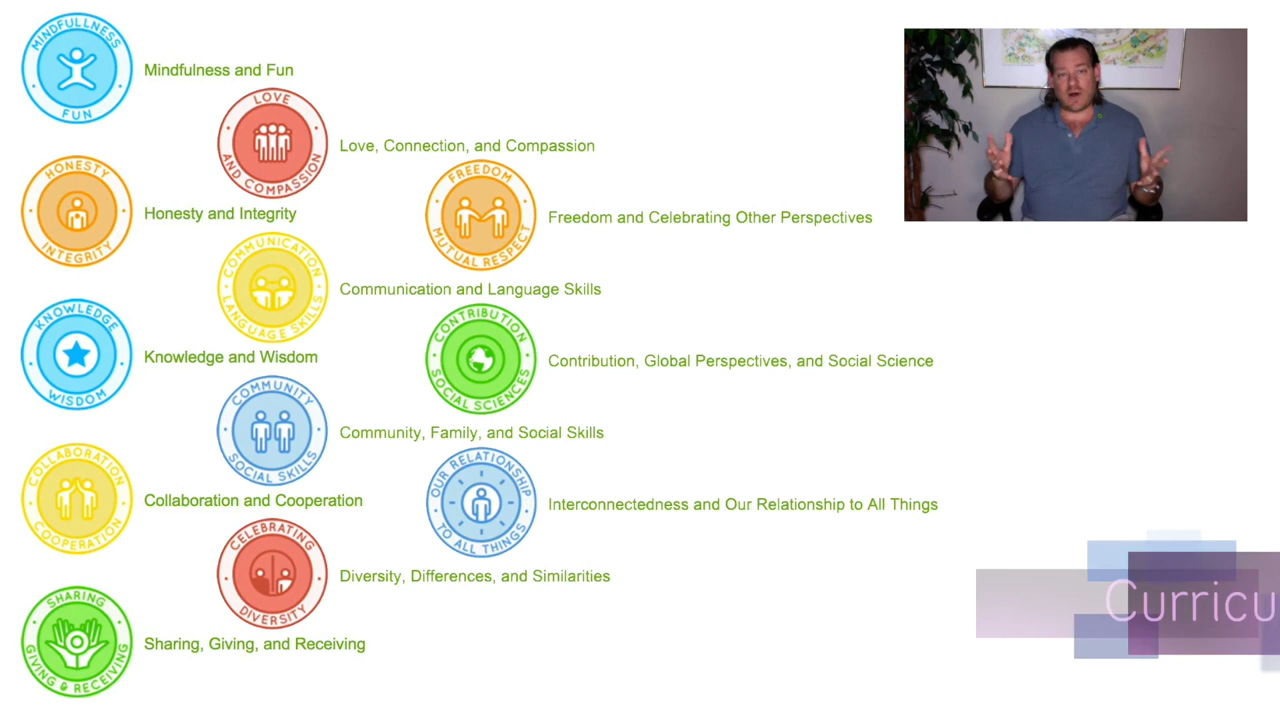 MINDFULLNESS
FUN
Mindfulness and Fun
LOVE
AND COMPASSION
Love, Connection, and Compassion
HONESTY
INTEGRITY
Honesty and Integrity
FREEDOM
MUTUAL RESPECT
Freedom and Celebrating Other Perspectives
COMMUNICATION
LANGUAGE SKILLS
Communication and Language Skills
KNOWLEDGE
WISDOM
Knowledge and Wisdom
CONTRIBUTION
SOCIAL SCIENCES
Contribution, Global Perspectives, and Social Science
COMMUNITY
SOCIAL SKILLS
Community, Family, and Social Skills
COLLABORATION
COOPERATION
Collaboration and Cooperation
OUR RELATIONSHIP
TO ALL THINGS
Interconnectedness and Our Relationship to All Things
CELEBRATING
DIVERSITY
Diversity, Differences, and Similarities
SHARING
GIVING & RECEIVING
Sharing, Giving, and Receiving
Curricu